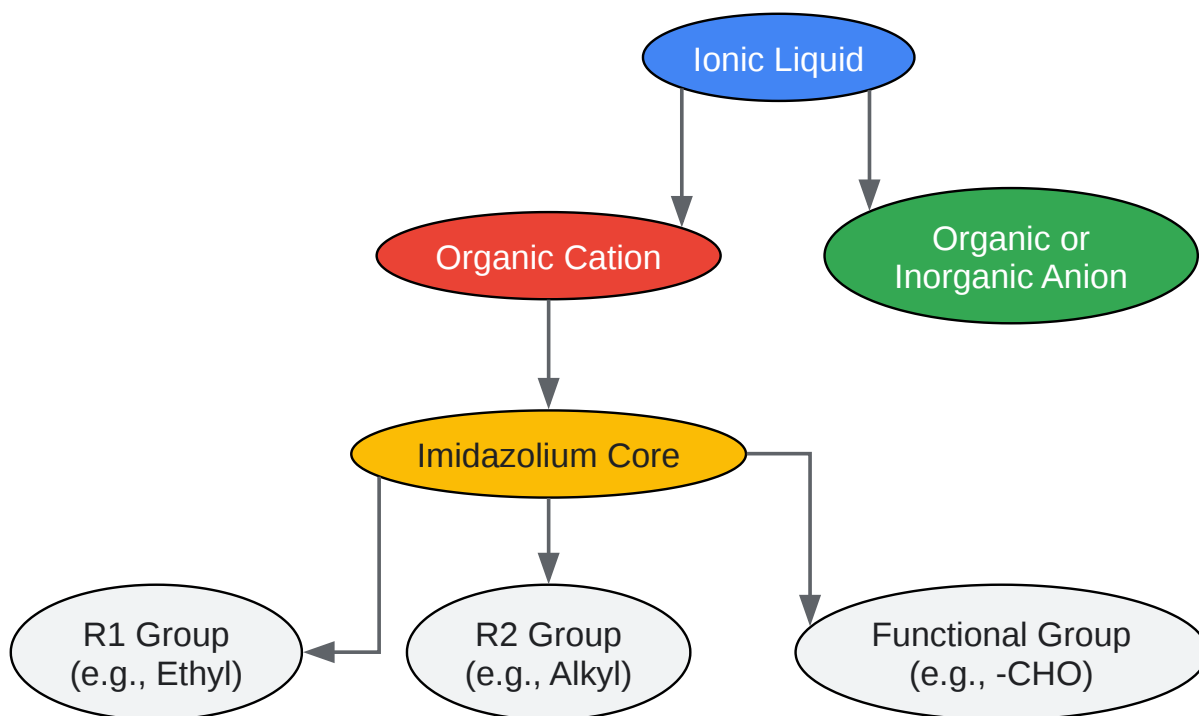 Ionic Liquid
Organic Cation
Organic or
Inorganic Anion
Imidazolium Core
R1 Group
(e.g., Ethyl)
R2 Group
(e.g., Alkyl)
Functional Group
(e.g., -CHO)